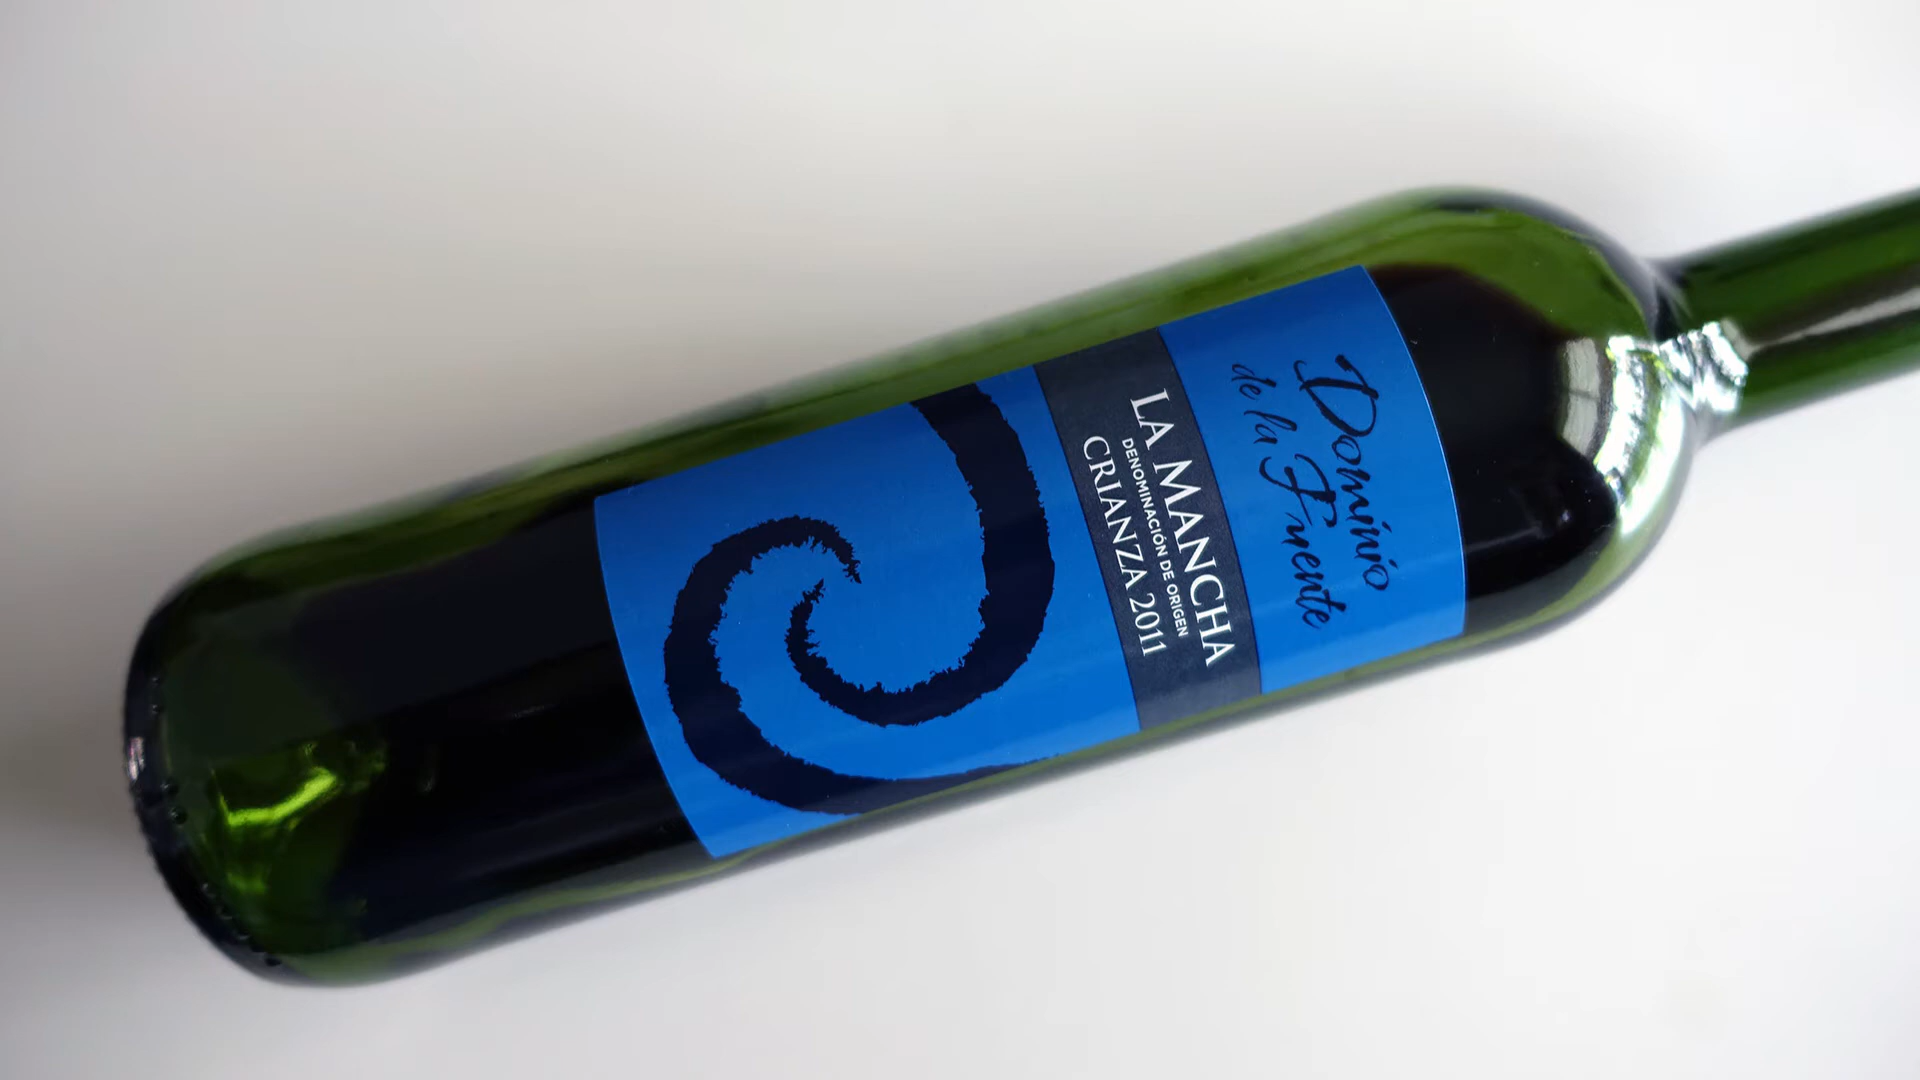 Dominio
de la Fuente
LA MANCHA
DENOMINACIÓN DE ORIGEN
CRIANZA 2011